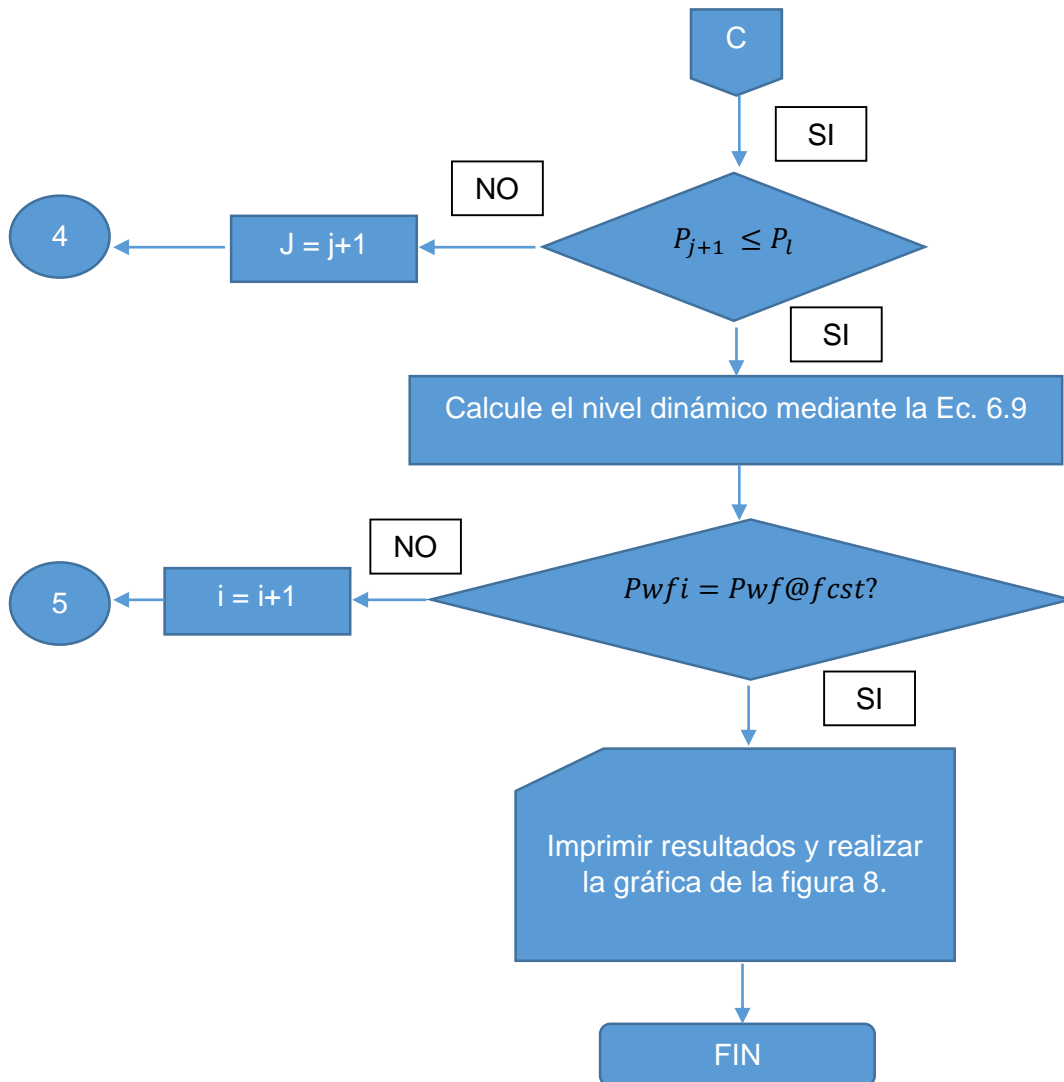 C
SI
NO
4
J = j+1
P_{j+1} ≤ P_l
SI
Calcule el nivel dinámico mediante la Ec. 6.9
NO
5
i = i+1
Pwfi = Pwf@fcst?
SI
Imprimir resultados y realizar
la gráfica de la figura 8.
FIN